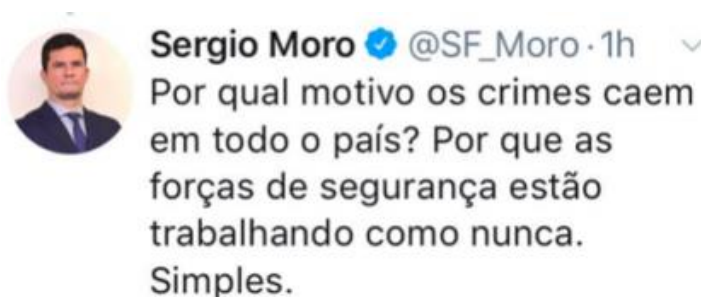 Sergio Moro @SF_Moro · 1h
Por qual motivo os crimes caem
em todo o país? Por que as
forças de segurança estão
trabalhando como nunca.
Simples.